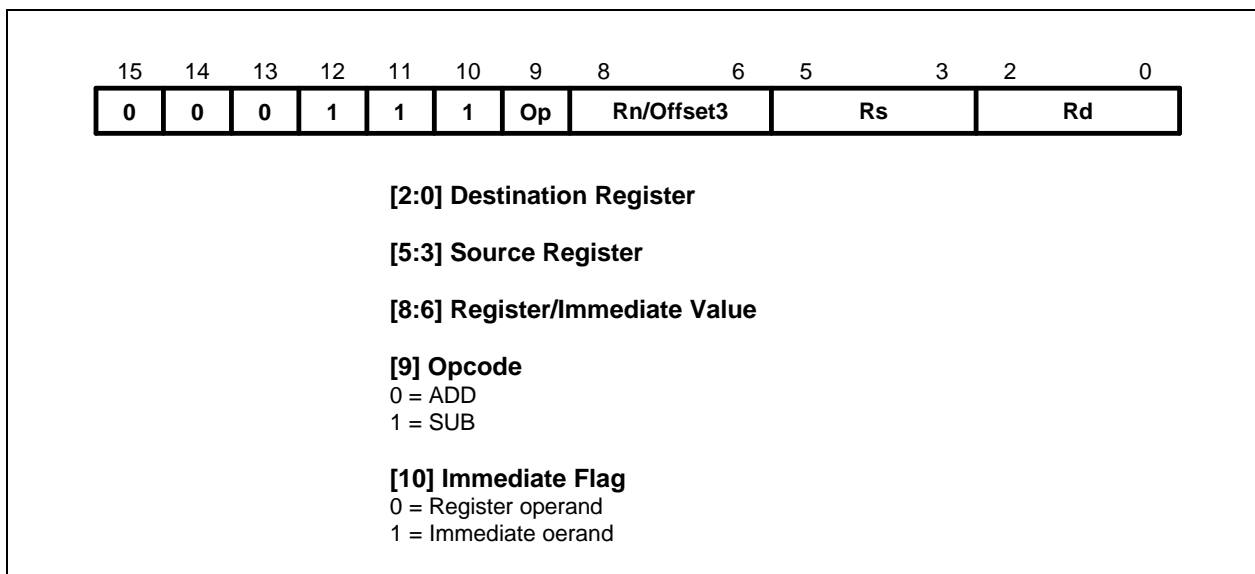 15 14 13 12 11 10 9 8 6 5 3 2 0
0 0 0 1 1 1 Op Rn/Offset3 Rs Rd
[2:0] Destination Register
[5:3] Source Register
[8:6] Register/Immediate Value
[9] Opcode
0 = ADD
1 = SUB
[10] Immediate Flag
0 = Register operand
1 = Immediate oerand